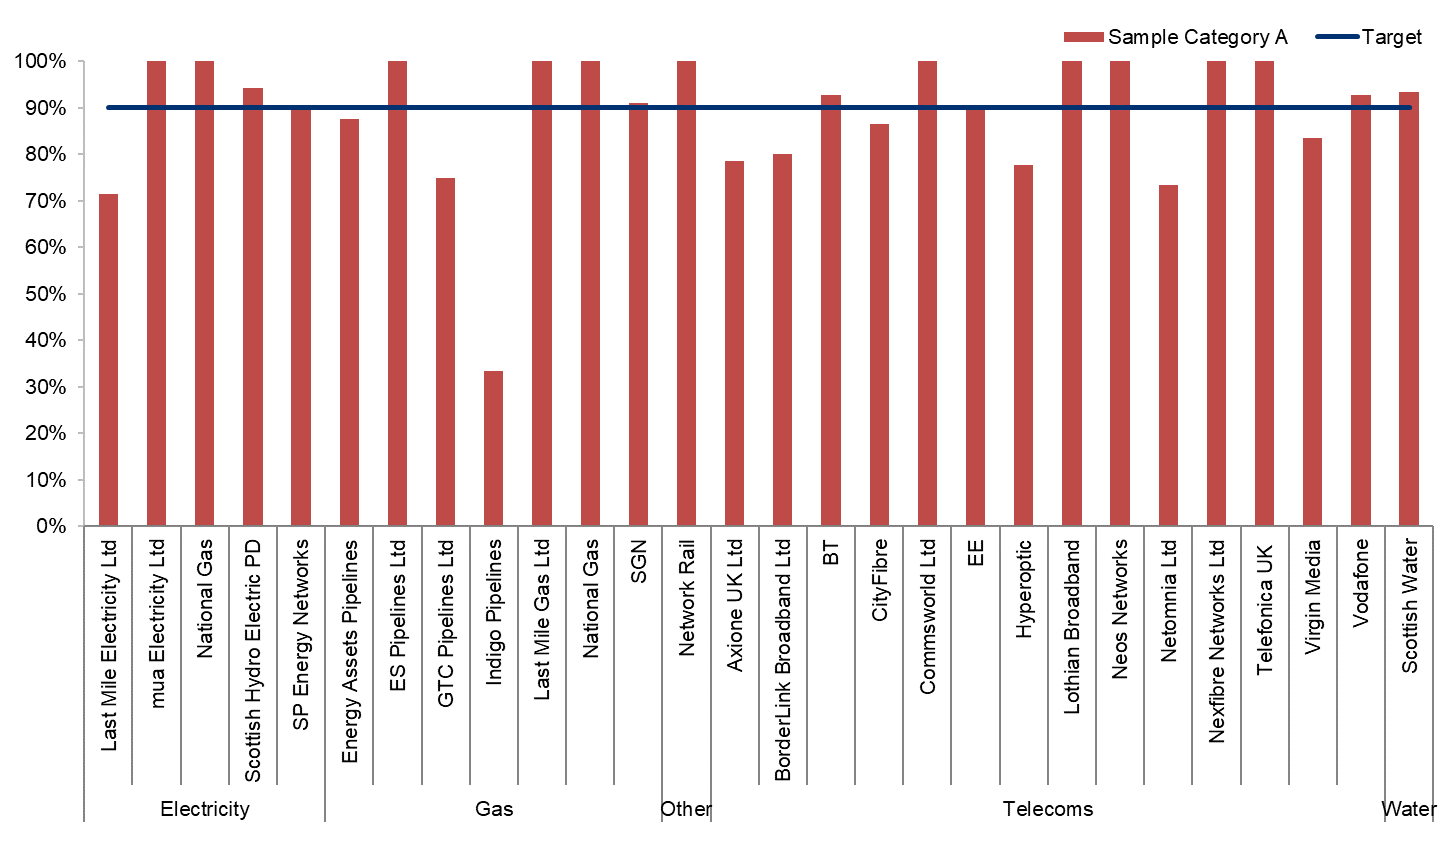 Sample Category A
Target
100%
90%
80%
70%
60%
50%
40%
30%
20%
10%
0%
Last Mile Electricity Ltd
mua Electricity Ltd
National Gas
Scottish Hydro Electric PD
SP Energy Networks
Energy Assets Pipelines
ES Pipelines Ltd
GTC Pipelines Ltd
Indigo Pipelines
Last Mile Gas Ltd
National Gas
SGN
Network Rail
Axione UK Ltd
BorderLink Broadband Ltd
BT
CityFibre
Commsworld Ltd
EE
Hyperoptic
Lothian Broadband
Neos Networks
Netomnia Ltd
Nexfibre Networks Ltd
Telefonica UK
Virgin Media
Vodafone
Scottish Water
Electricity
Gas
Other
Telecoms
Water